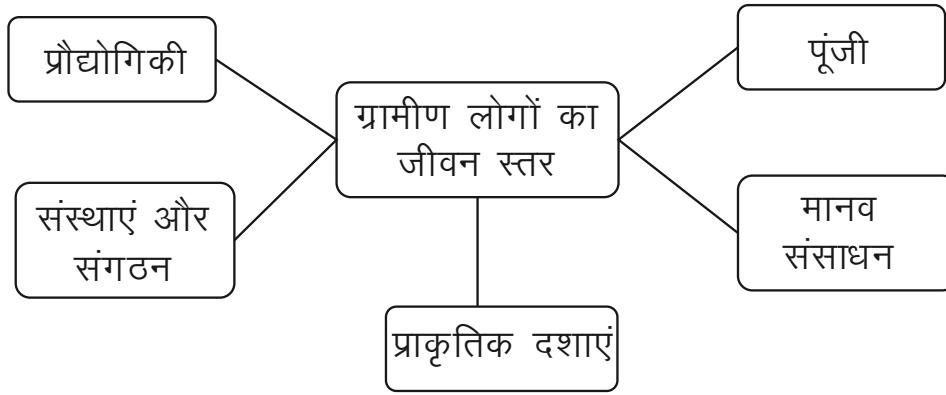 प्रौद्योगिकी
पूंजी
ग्रामीण लोगों का
जीवन स्तर
संस्थाएं और
संगठन
मानव
संसाधन
प्राकृतिक दशाएं